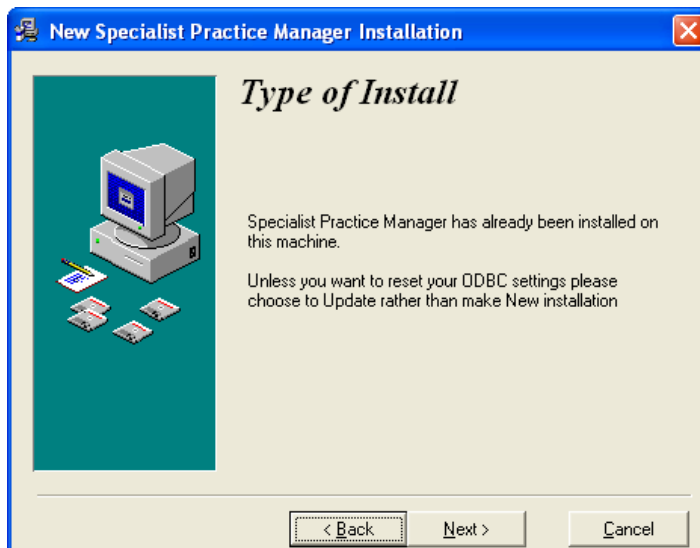 New Specialist Practice Manager Installation
Type of Install
Specialist Practice Manager has already been installed on
this machine.
Unless you want to reset your ODBC settings please
choose to Update rather than make New installation
< Back
Next >
Cancel